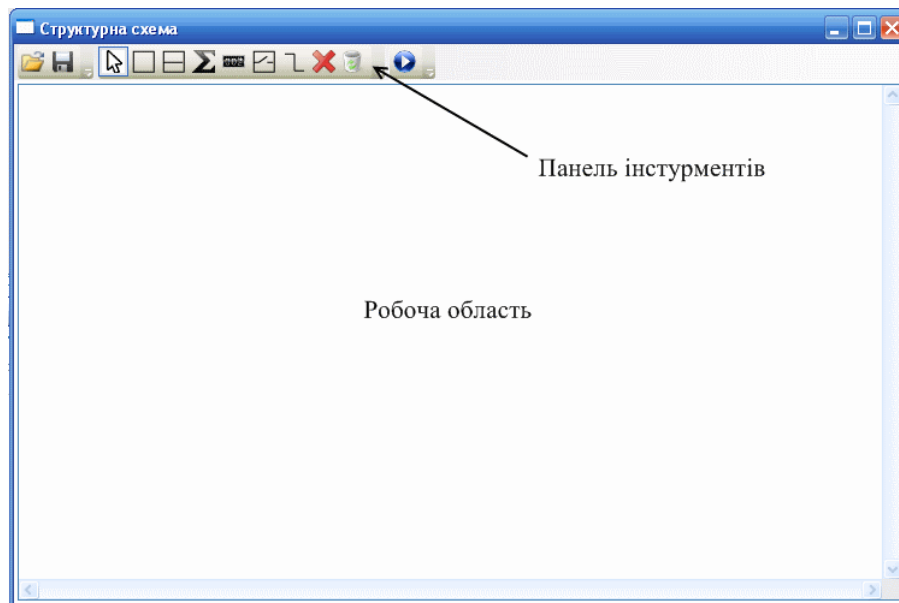 Структурна схема
Панель інстурментів
Робоча область